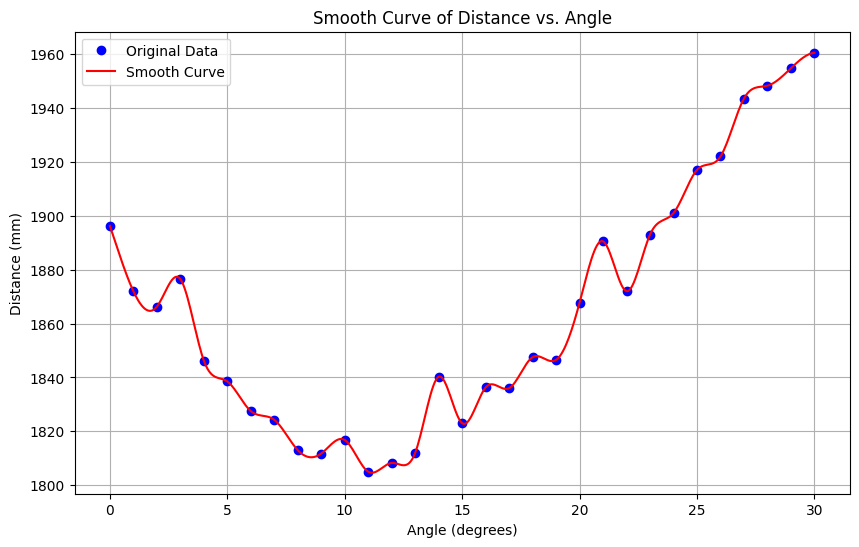 Smooth Curve of Distance vs. Angle
Original Data
Smooth Curve
1960
1940
1920
1900
1880
1860
1840
1820
1800
Distance (mm)
0 5 10 15 20 25 30
Angle (degrees)